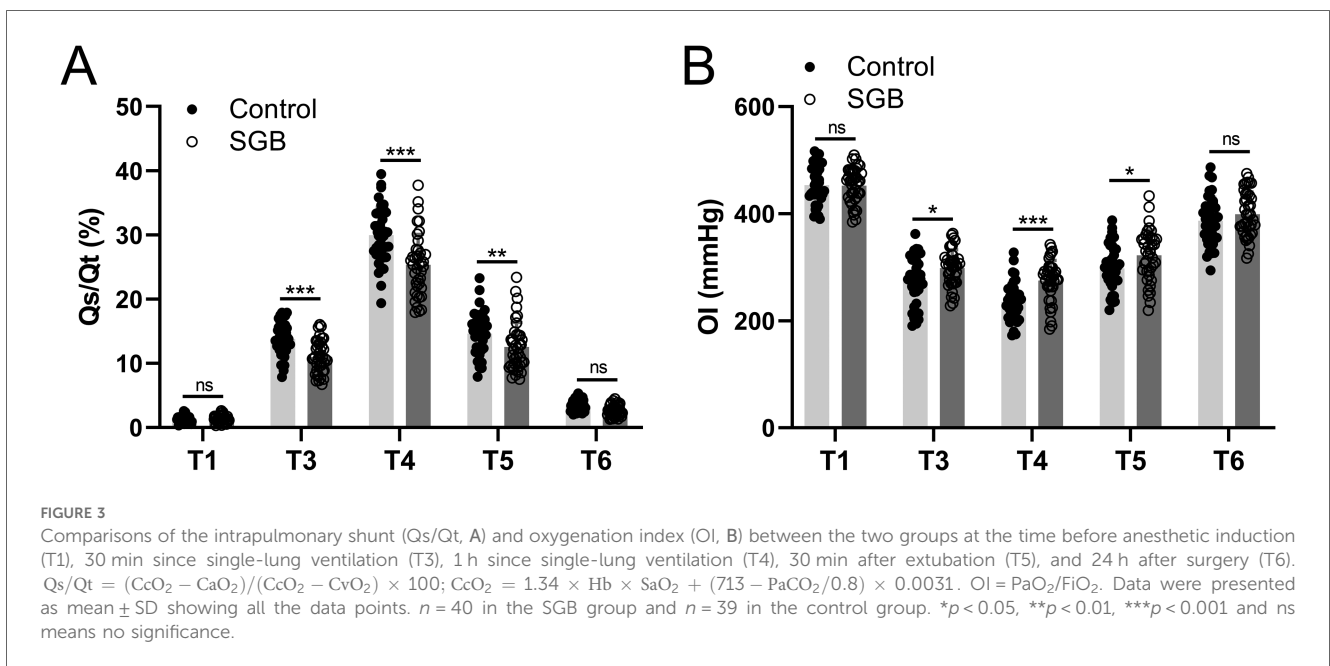 A
Control
SGB
50
40
30
20
10
0
Qs/Qt (%)
ns
***
***
**
ns
T1 T3 T4 T5 T6
B
Control
SGB
600
400
200
0
OI (mmHg)
ns
*
***
*
ns
T1 T3 T4 T5 T6
FIGURE 3
Comparisons of the intrapulmonary shunt (Qs/Qt, A) and oxygenation index (OI, B) between the two groups at the time before anesthetic induction
(T1), 30 min since single-lung ventilation (T3), 1 h since single-lung ventilation (T4), 30 min after extubation (T5), and 24 h after surgery (T6).
Qs/Qt = (CcO₂ − CaO₂)/(CcO₂ − CvO₂) × 100; CcO₂ = 1.34 × Hb × SaO₂ + (713 − PaCO₂/0.8) × 0.0031. OI = PaO₂/FiO₂. Data were presented
as mean ± SD showing all the data points. n = 40 in the SGB group and n = 39 in the control group. *p < 0.05, **p < 0.01, ***p < 0.001 and ns
means no significance.